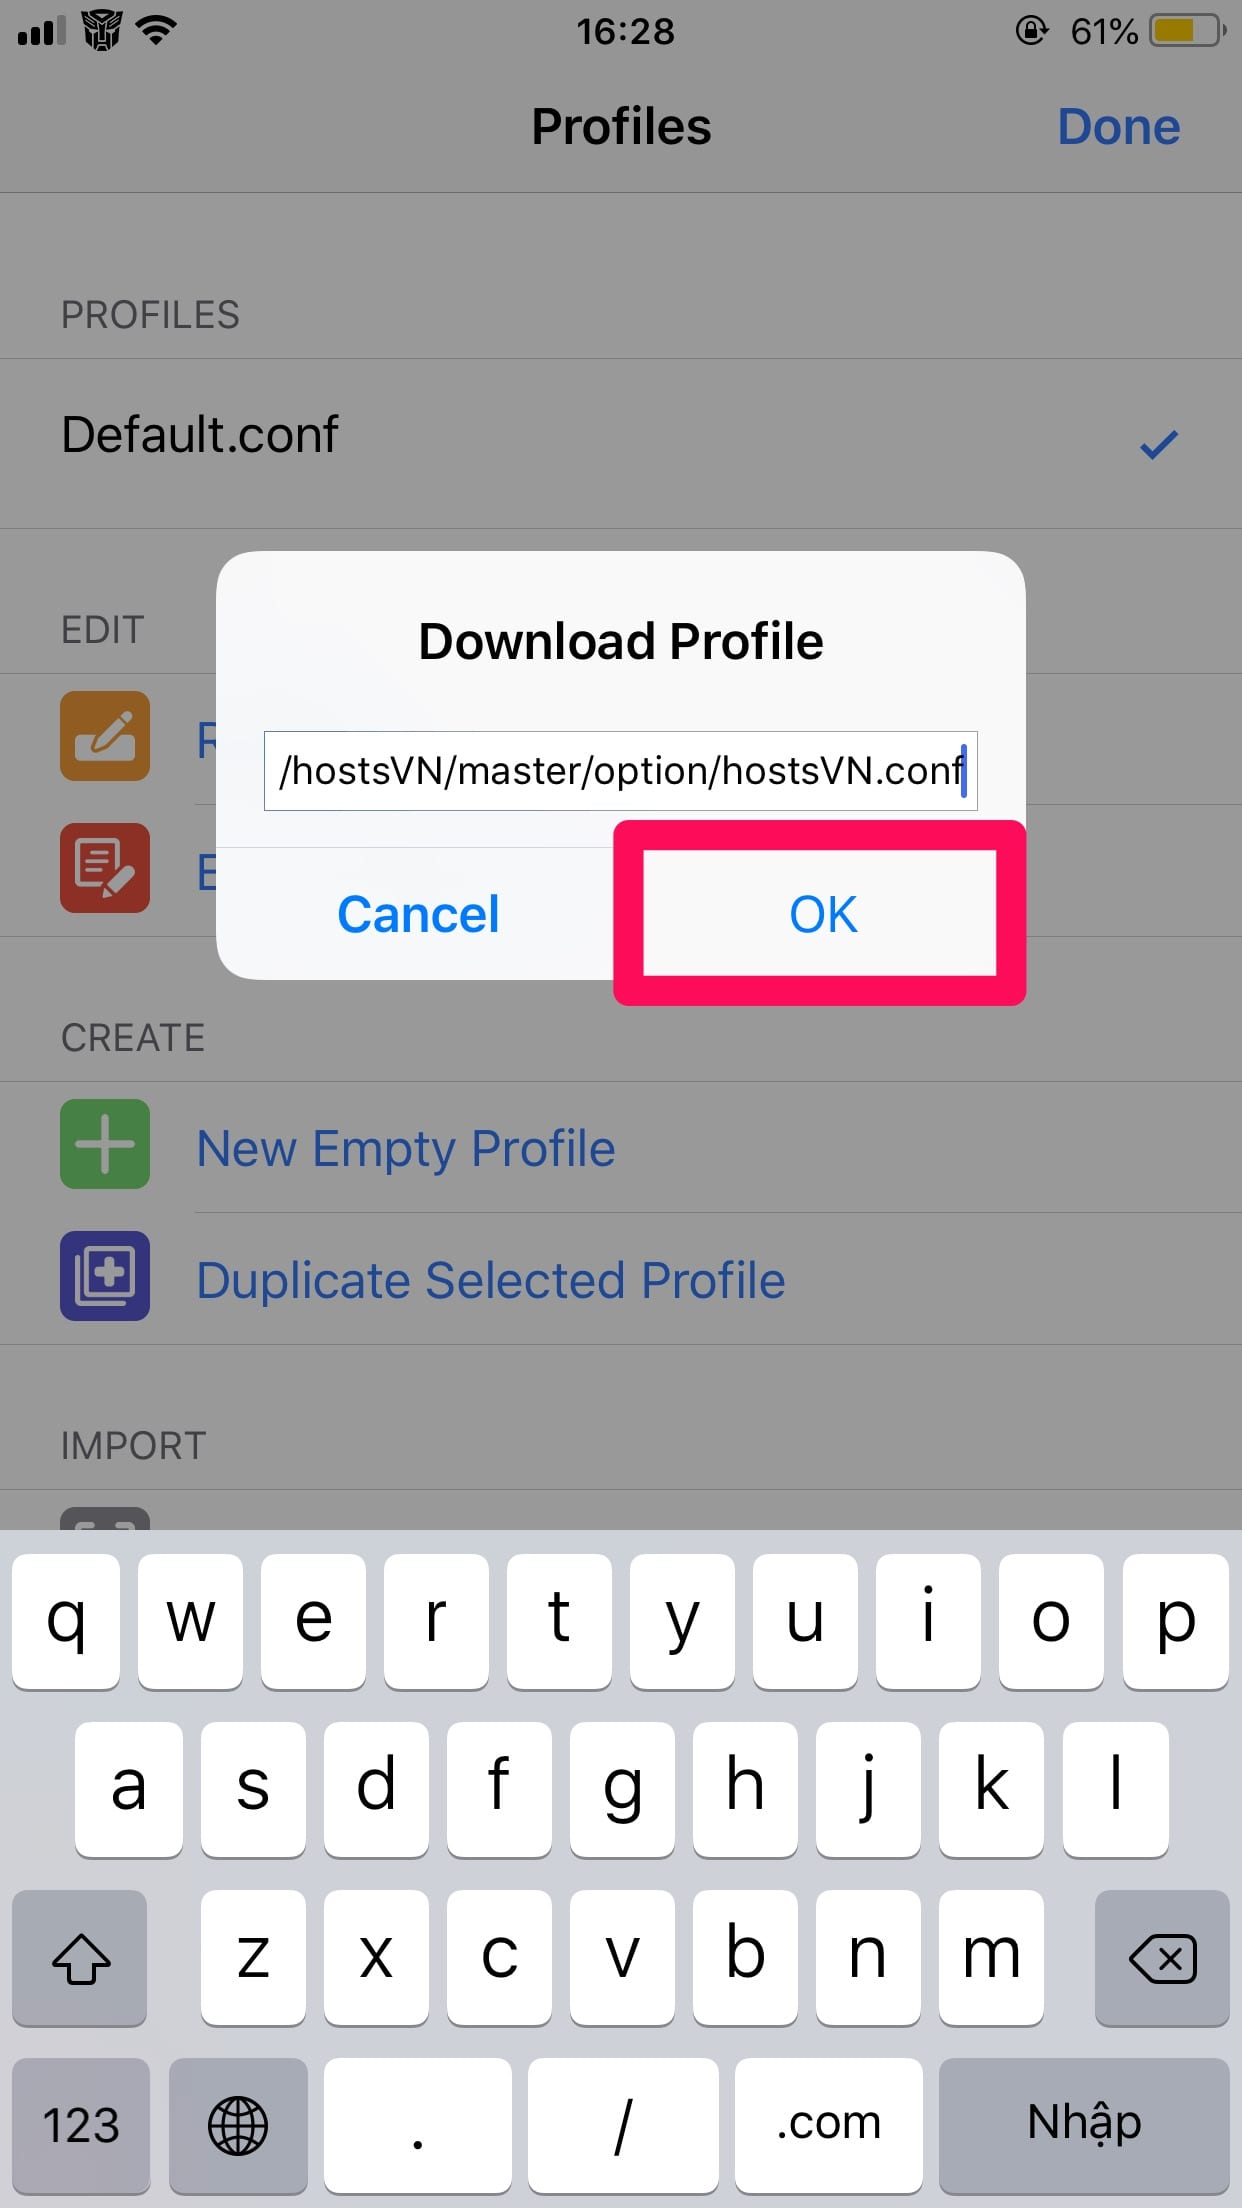 16:28
61%
Profiles
Done
PROFILES
Default.conf
EDIT
Download Profile
/hostsVN/master/option/hostsVN.conf
Cancel
OK
CREATE
New Empty Profile
Duplicate Selected Profile
IMPORT
q w e r t y u i o p
a s d f g h j k l
z x c v b n m
123 . / .com Nhập